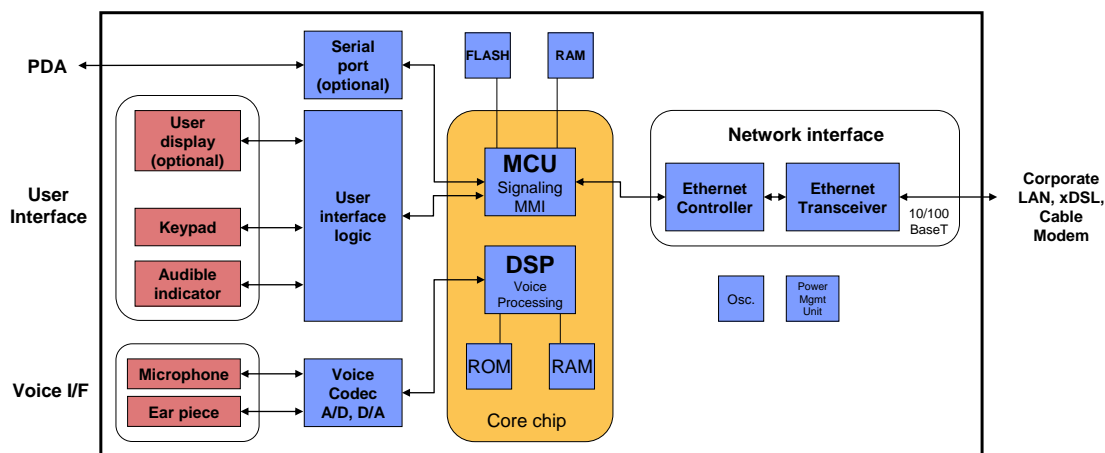 PDA
Serial
port
(optional)
FLASH
RAM
User
Interface
User
display
(optional)
Keypad
Audible
indicator
User
interface
logic
MCU
Signaling
MMI
DSP
Voice
Processing
ROM
RAM
Core chip
Network interface
Ethernet
Controller
Ethernet
Transceiver
10/100
BaseT
Corporate
LAN, xDSL,
Cable
Modem
Osc.
Power
Mgmt
Unit
Voice I/F
Microphone
Ear piece
Voice
Codec
A/D, D/A